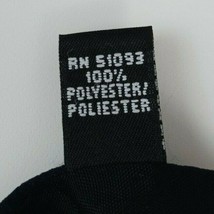 RN 51093
100%
POLYESTER/
POLIESTER